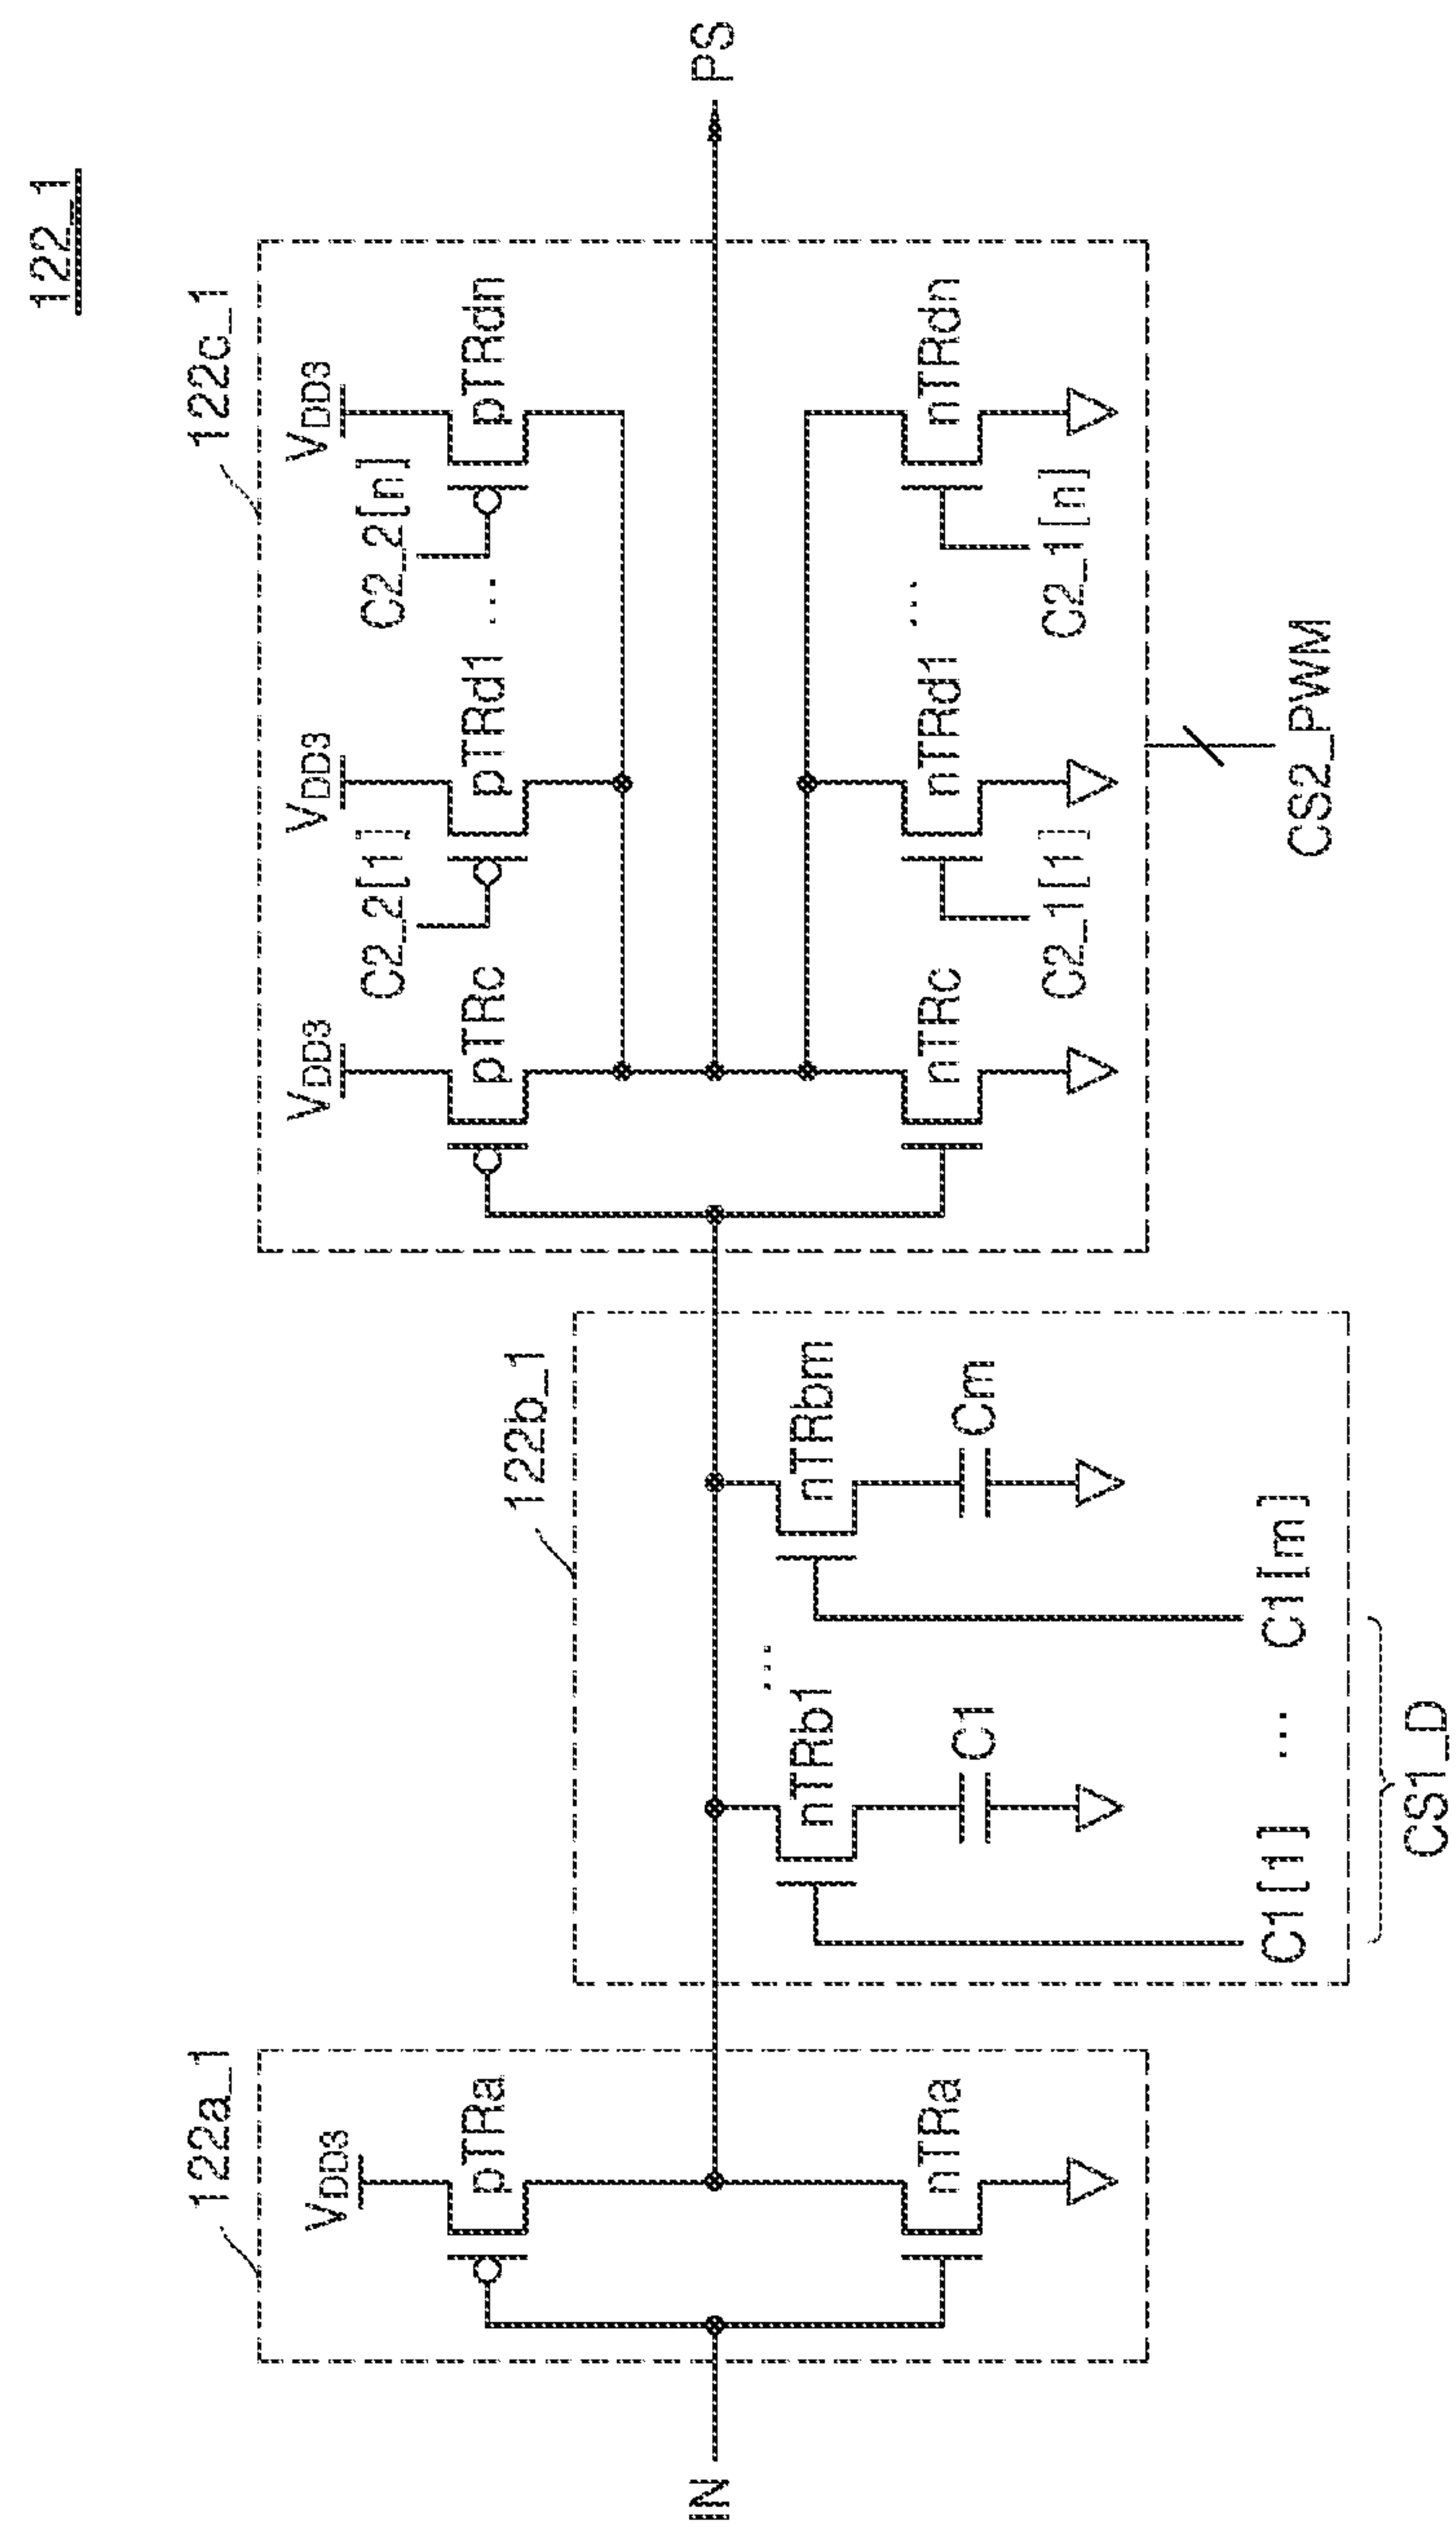 122_1
122a_1
VDD3
pTRa
nTRa
IN
122b_1
nTRb1
...
nTRbm
C1
Cm
C1[1]
...
C1[m]
CS1_D
122c_1
VDD3
VDD3
VDD3
pTRc
C2_2[1]
pTRd1
...
C2_2[n]
pTRdn
PS
nTRc
nTRd1
...
nTRdn
C2_1[1]
C2_1[n]
CS2_PWM